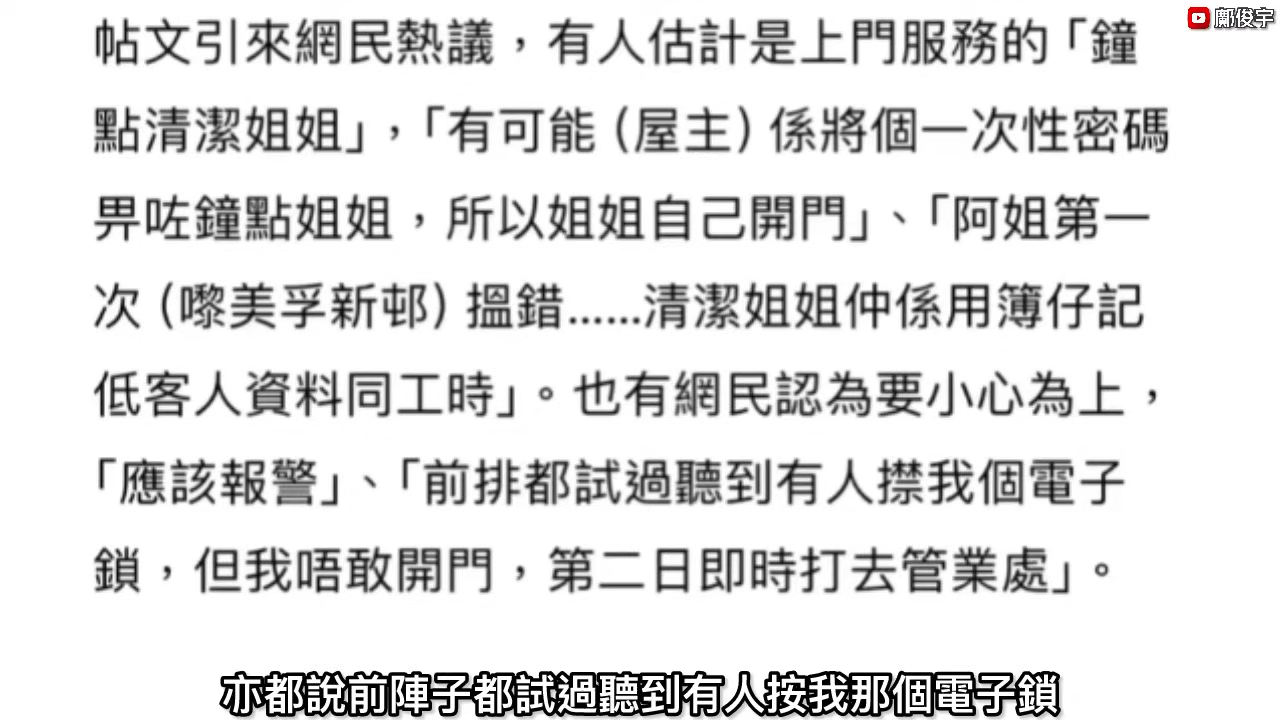 鄺俊宇
帖文引來網民熱議，有人估計是上門服務的「鐘
點清潔姐姐」，「有可能（屋主）係將個一次性密碼
畀咗鐘點姐姐，所以姐姐自己開門」、「阿姐第一
次（嚟美孚新邨）搵錯……清潔姐姐仲係用簿仔記
低客人資料同工時」。也有網民認為要小心為上，
「應該報警」、「前排都試過聽到有人㩒我個電子
鎖，但我唔敢開門，第二日即時打去管業處」。
亦都說前陣子都試過聽到有人按我那個電子鎖